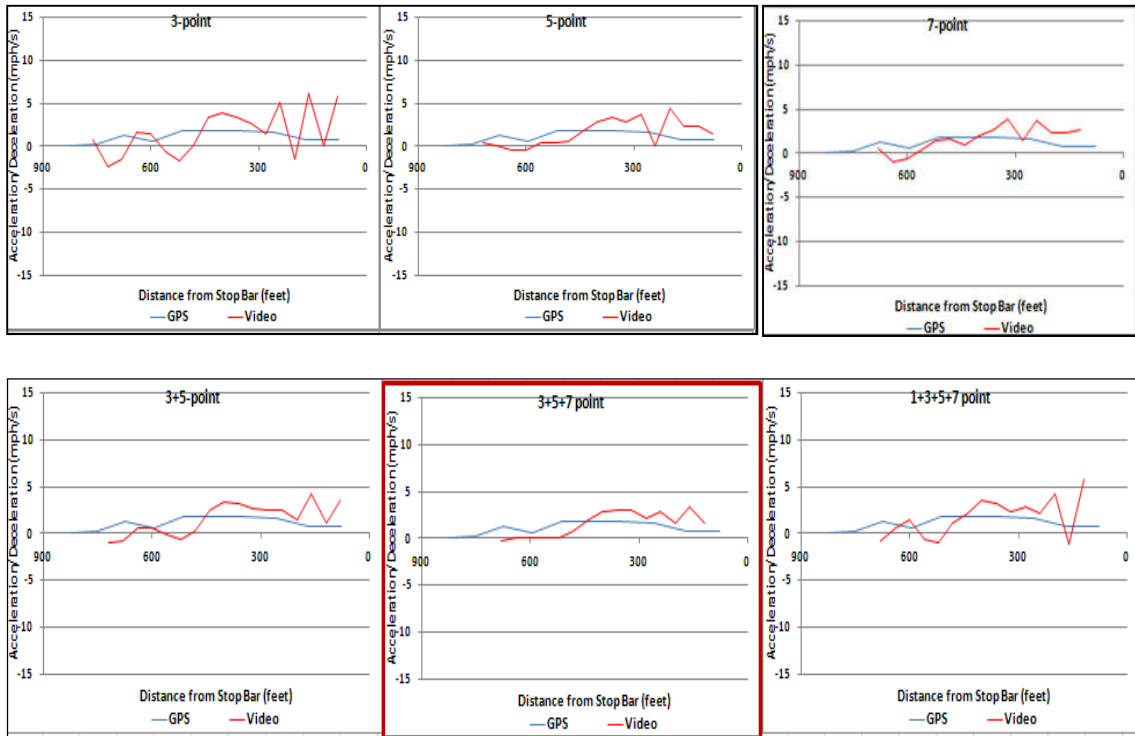 3-point
Acceleration/Deceleration (mph/s)
15
10
5
0
-5
-10
-15
900
600
300
0
Distance from Stop Bar (feet)
GPS
Video
5-point
15
10
5
0
-5
-10
-15
900
600
300
0
Distance from Stop Bar (feet)
GPS
Video
7-point
Acceleration/Deceleration (mph/s)
15
10
5
0
-5
-10
-15
900
600
300
0
Distance from Stop Bar (feet)
GPS
Video
3+5-point
Acceleration/Deceleration (mph/s)
15
10
5
0
-5
-10
-15
900
600
300
0
Distance from Stop Bar (feet)
GPS
Video
3+5+7 point
Acceleration/Deceleration (mph/s)
15
10
5
0
-5
-10
-15
900
600
300
0
Distance from Stop Bar (feet)
GPS
Video
1+3+5+7 point
Acceleration/Deceleration (mph/s)
15
10
5
0
-5
-10
-15
900
600
300
0
Distance from Stop Bar (feet)
GPS
Video